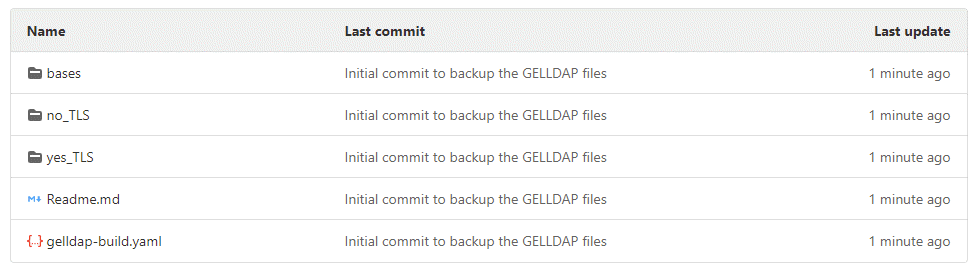 Name Last commit Last update
bases Initial commit to backup the GELLDAP files 1 minute ago
no_TLS Initial commit to backup the GELLDAP files 1 minute ago
yes_TLS Initial commit to backup the GELLDAP files 1 minute ago
M↓ Readme.md Initial commit to backup the GELLDAP files 1 minute ago
{..} gelldap-build.yaml Initial commit to backup the GELLDAP files 1 minute ago